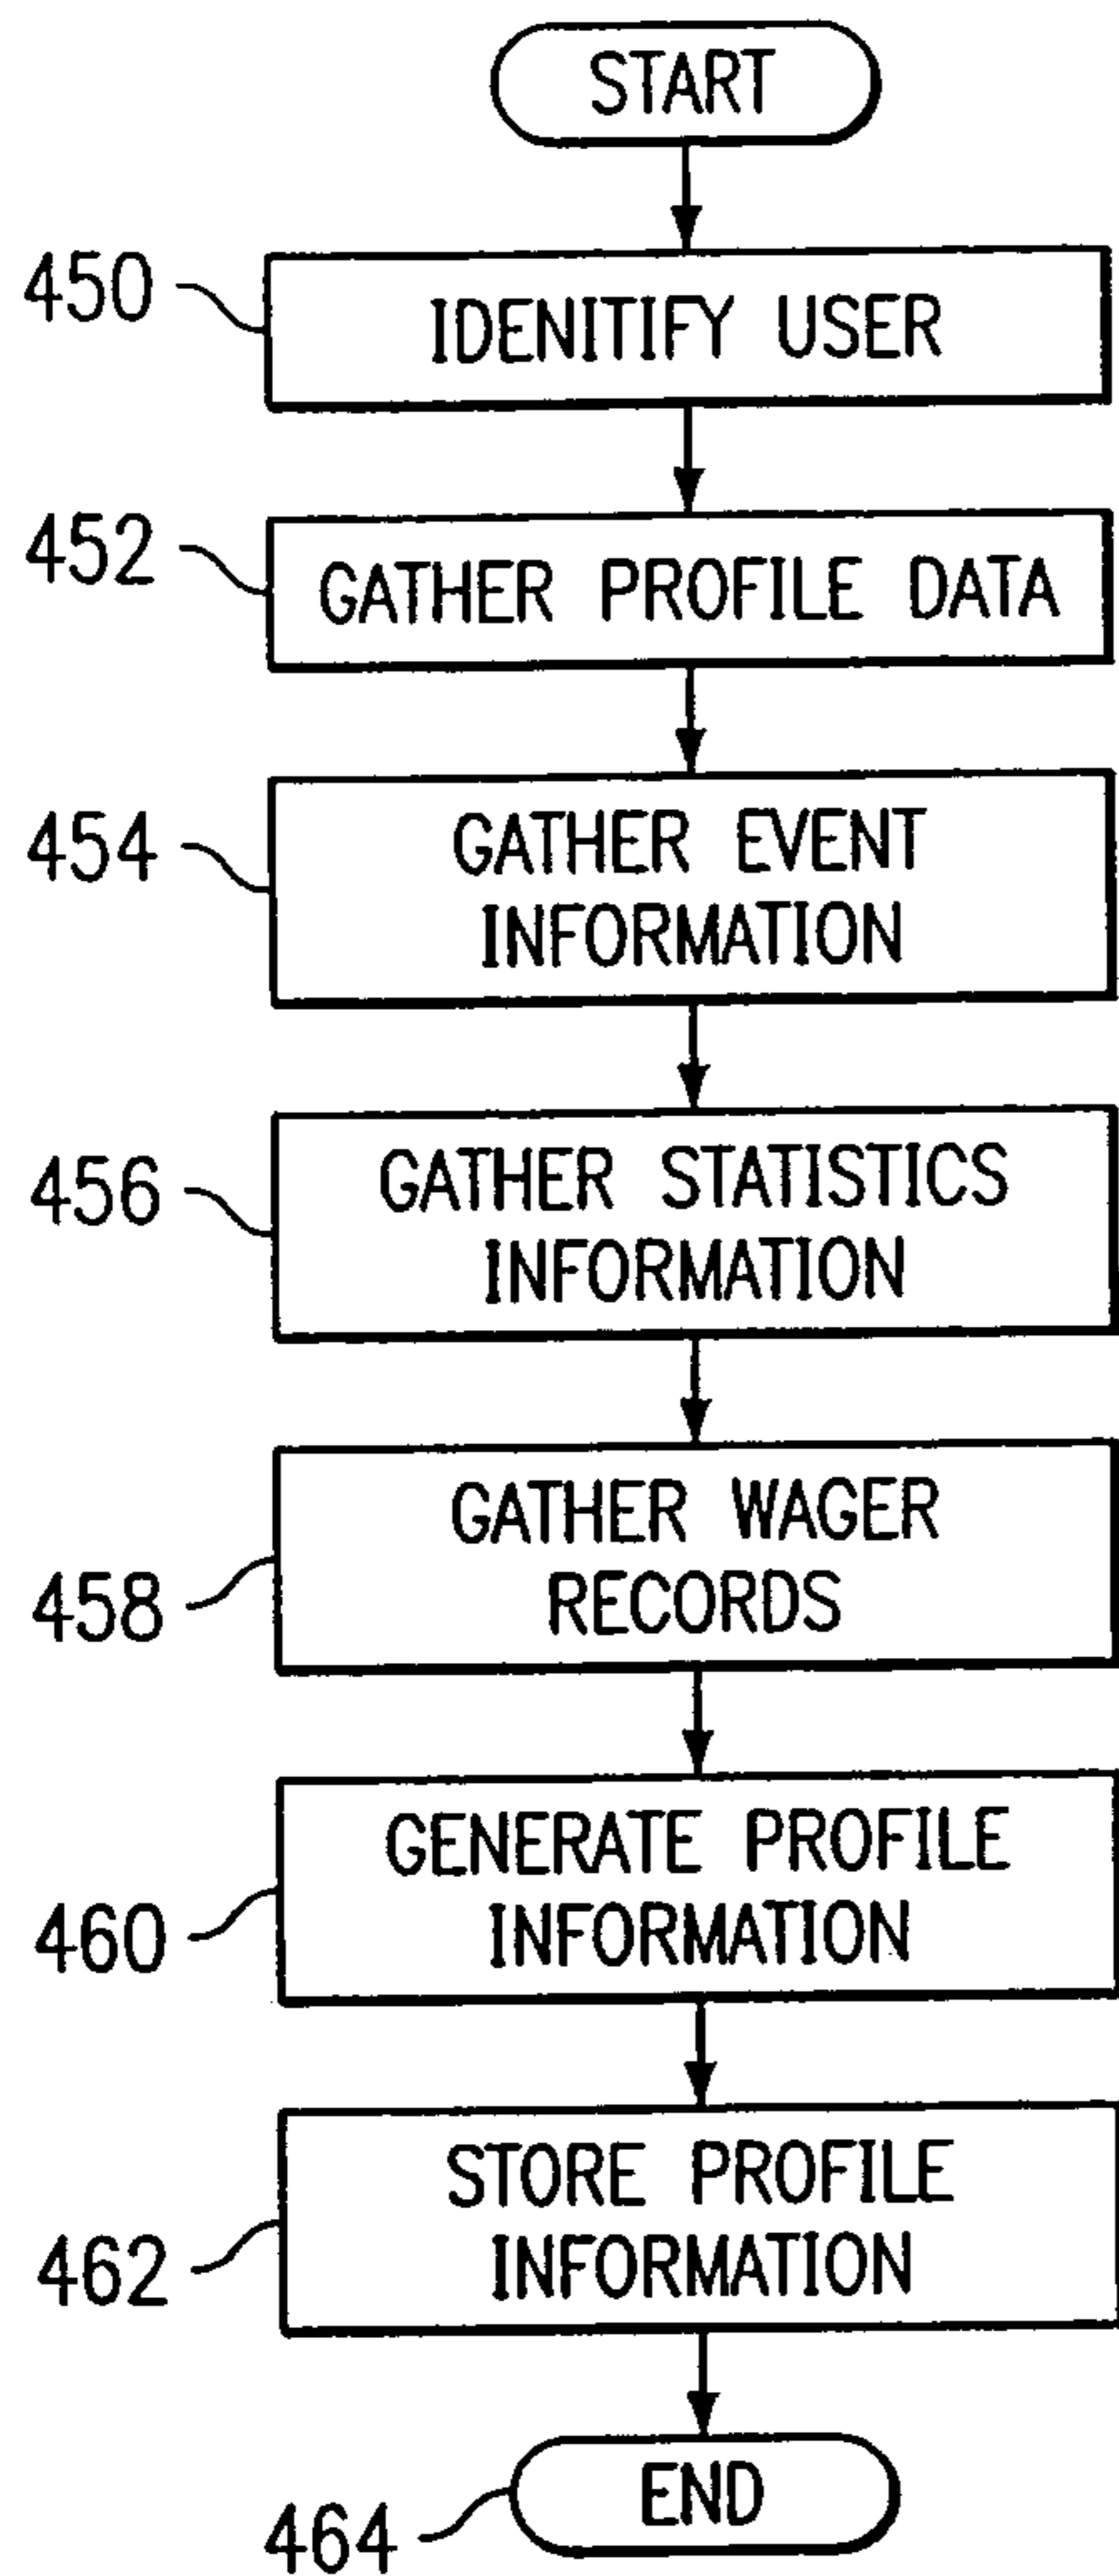 START
450
IDENITIFY USER
452
GATHER PROFILE DATA
454
GATHER EVENT
INFORMATION
456
GATHER STATISTICS
INFORMATION
458
GATHER WAGER
RECORDS
460
GENERATE PROFILE
INFORMATION
462
STORE PROFILE
INFORMATION
464
END